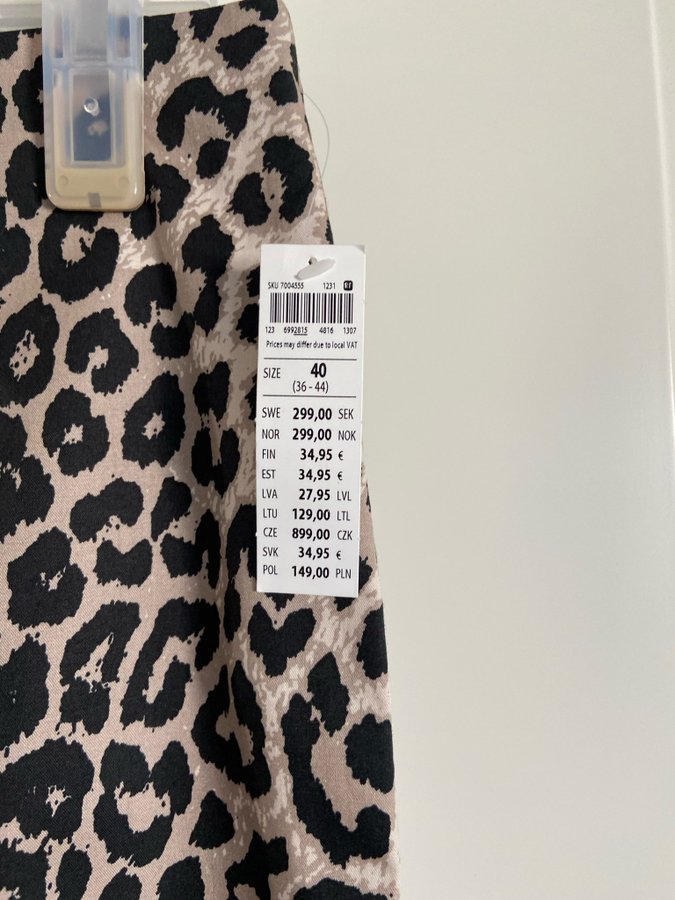 SKU 7004555 1231
123 6992815 4816 1307
Prices may differ due to local VAT
SIZE 40
(36 - 44)
SWE 299,00 SEK
NOR 299,00 NOK
FIN 34,95 €
EST 34,95 €
LVA 27,95 LVL
LTU 129,00 LTL
CZE 899,00 CZK
SVK 34,95 €
POL 149,00 PLN